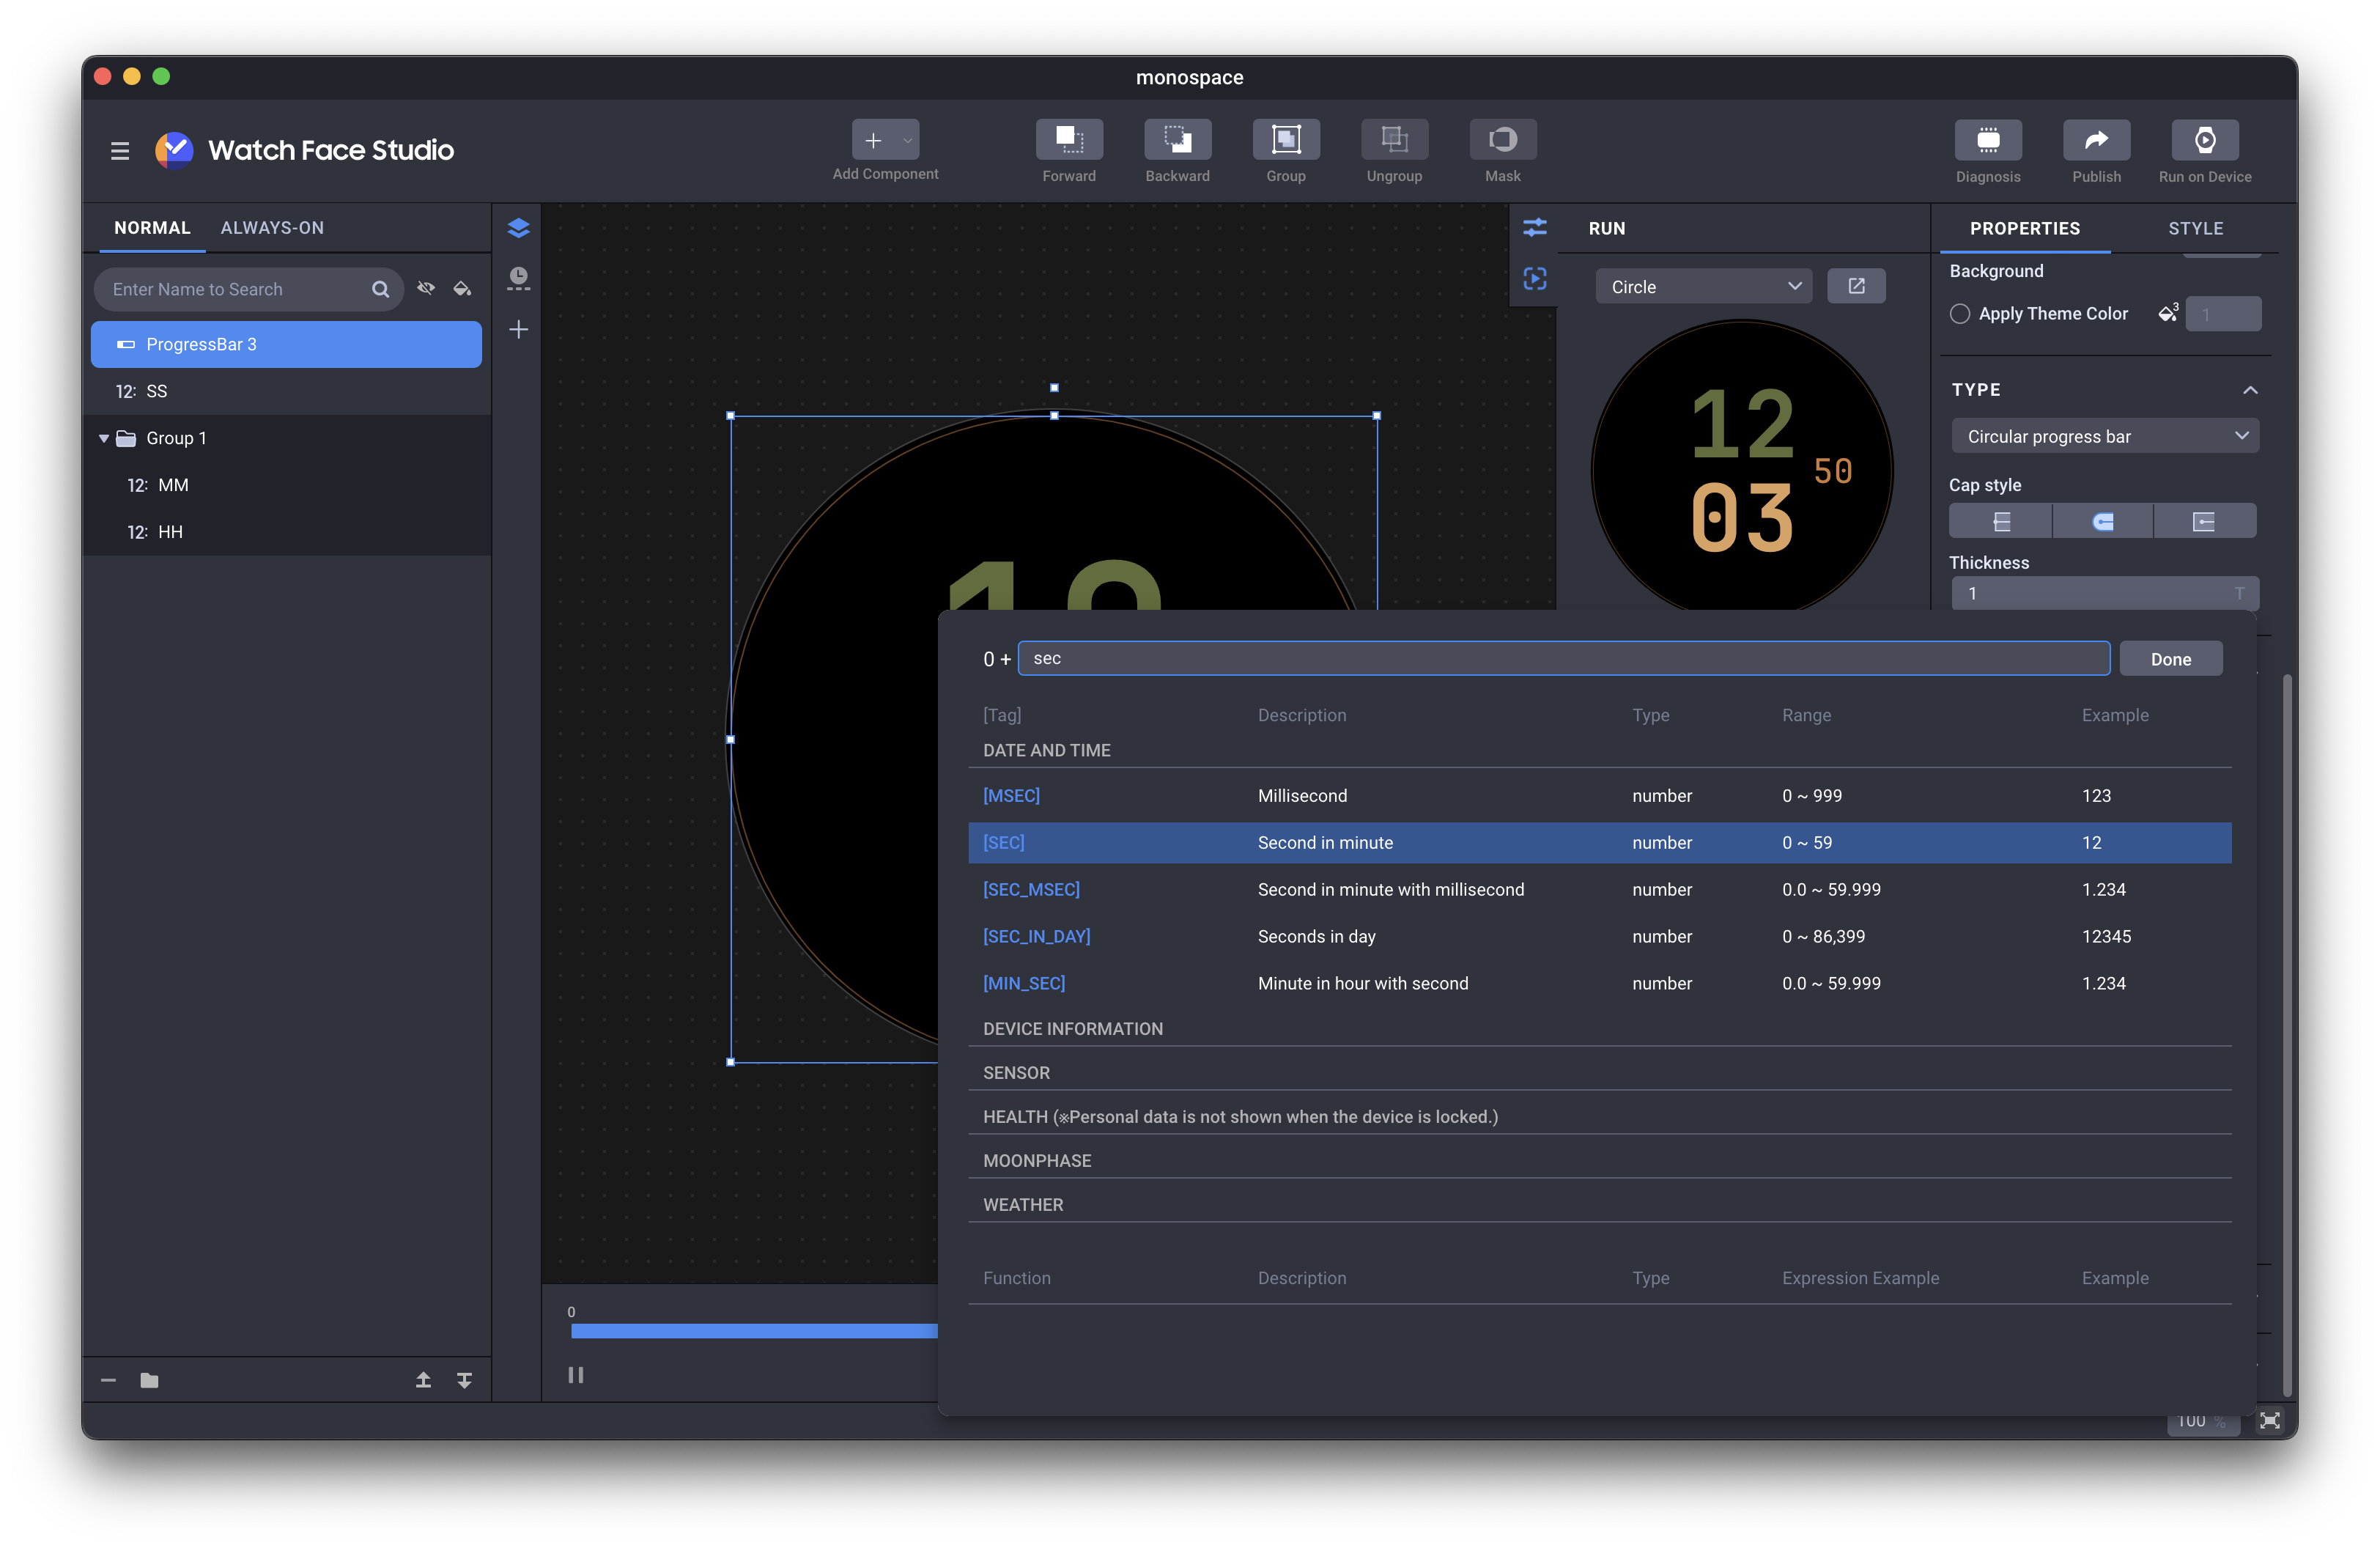 monospace
Watch Face Studio
Add Component
Forward
Backward
Group
Ungroup
Mask
Diagnosis
Publish
Run on Device
NORMAL
ALWAYS-ON
Enter Name to Search
ProgressBar 3
12: SS
Group 1
12: MM
12: HH
RUN
Circle
12
03
50
PROPERTIES
STYLE
Background
Apply Theme Color
3
1
TYPE
Circular progress bar
Cap style
Thickness
1
T
0 + sec
Done
[Tag] Description Type Range Example
DATE AND TIME
[MSEC] Millisecond number 0 ~ 999 123
[SEC] Second in minute number 0 ~ 59 12
[SEC_MSEC] Second in minute with millisecond number 0.0 ~ 59.999 1.234
[SEC_IN_DAY] Seconds in day number 0 ~ 86,399 12345
[MIN_SEC] Minute in hour with second number 0.0 ~ 59.999 1.234
DEVICE INFORMATION
SENSOR
HEALTH (※Personal data is not shown when the device is locked.)
MOONPHASE
WEATHER
Function Description Type Expression Example Example
0
100 %